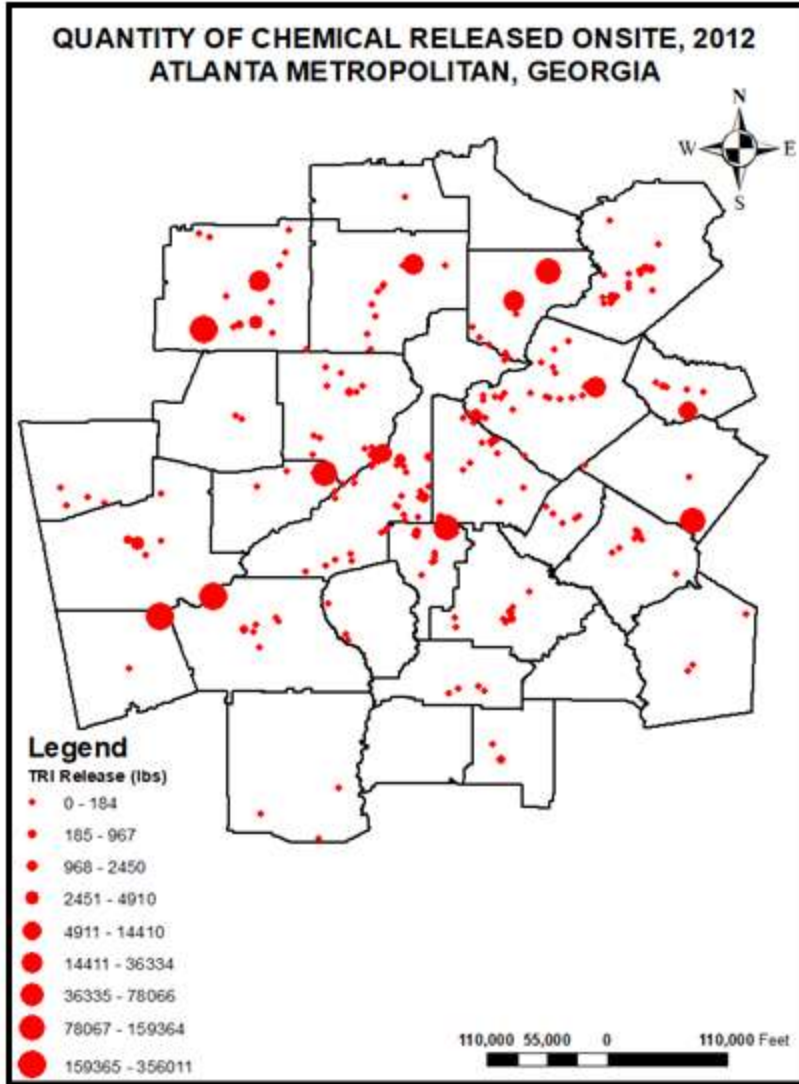 QUANTITY OF CHEMICAL RELEASED ONSITE, 2012
ATLANTA METROPOLITAN, GEORGIA
N
W E
S
Legend
TRI Release (lbs)
0 - 184
185 - 967
968 - 2450
2451 - 4910
4911 - 14410
14411 - 36334
36335 - 78066
78067 - 159364
159365 - 356011
110,000 55,000 0 110,000 Feet